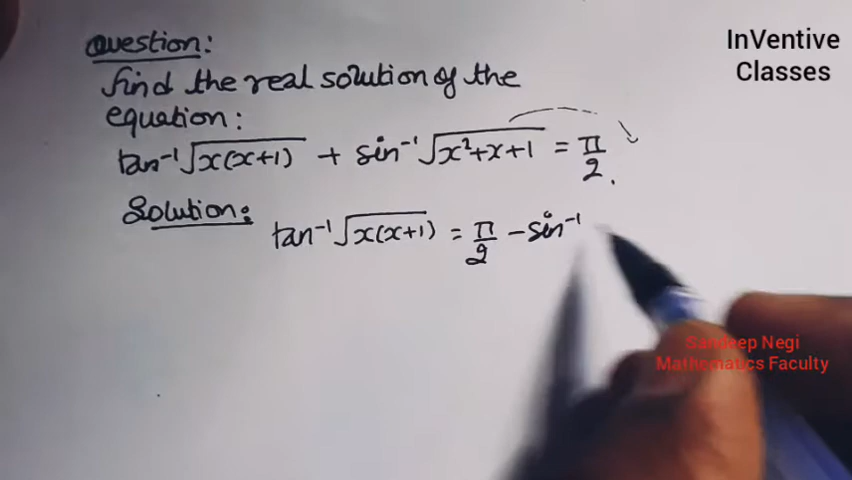 Question:
Find the real solution of the
equation:
tan⁻¹√x(x+1) + sin⁻¹√x²+x+1 = π/2.
Solution:
tan⁻¹√x(x+1) = π/2 - sin⁻¹
InVentive
Classes
Sandeep Negi
Mathematics Faculty